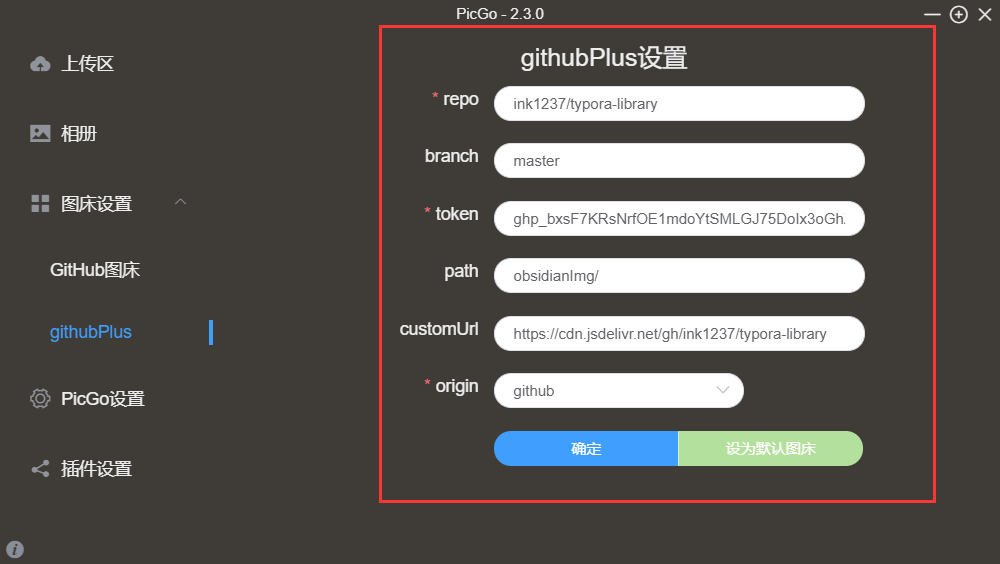 PicGo - 2.3.0
上传区
相册
图床设置
GitHub图床
githubPlus
PicGo设置
插件设置
githubPlus设置
* repo
ink1237/typora-library
branch
master
* token
path
obsidianImg/
customUrl
https://cdn.jsdelivr.net/gh/ink1237/typora-library
* origin
github
确定
设为默认图床